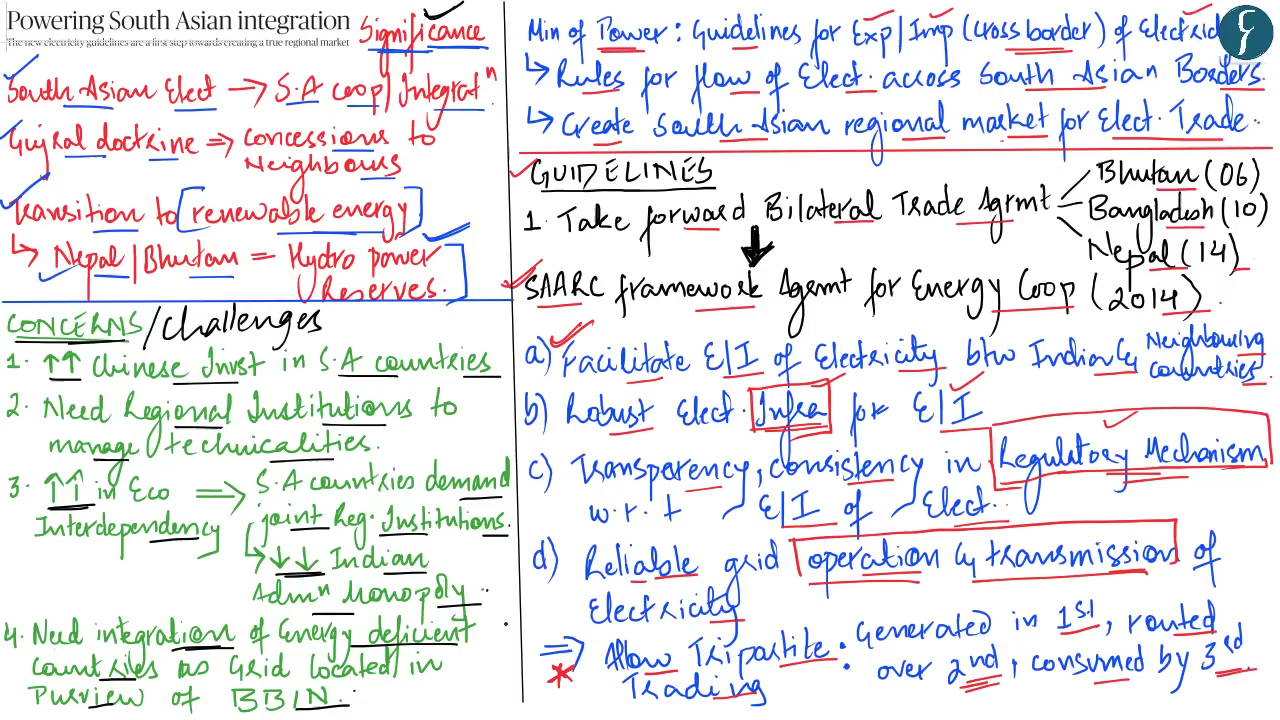 Powering South Asian integration
The new electricity guidelines are a first step towards creating a true regional market
Significance
South Asian Elect → S.A coop/Integratⁿ
Gujral doctrine ⇒ concessions to
Neighbours
Transition to [renewable energy]
↳ Nepal/Bhutan = Hydro power
Reserves.
CONCERNS/Challenges
1. ↑↑ Chinese Invst in S.A countries
2. Need Regional Institutions to
manage technicalities.
3. ↑↑ in Eco ⇒ S.A countries demand
Interdependency joint Reg. Institutions.
↳ ↓↓ Indian
Admⁿ Monopoly.
4. Need integration of Energy deficient
countries as Grid located in
Purview of BBIN.
Min of Power: Guidelines for Exp/Imp (cross border) of Electricid
↳ Rules for flow of Elect. across South Asian Borders.
↳ Create South Asian regional market for Elect. Trade.
GUIDELINES
1. Take forward Bilateral Trade Agrmt
Bhutan (06)
Bangladesh (10)
Nepal (14)
SAARC framework Agrmt for Energy Coop (2014).
a) Facilitate E/I of Electricity btw India & Neighbouring
countries.
b) Robust Elect. Infra for E/I
c) Transparency, consistency in Regulatory Mechanism
w.r.t E/I of Elect.
d) Reliable grid operation & transmission of
Electricity
⇒ Allow Tripartite : Generated in 1st, routed
* Trading over 2nd, consumed by 3rd.